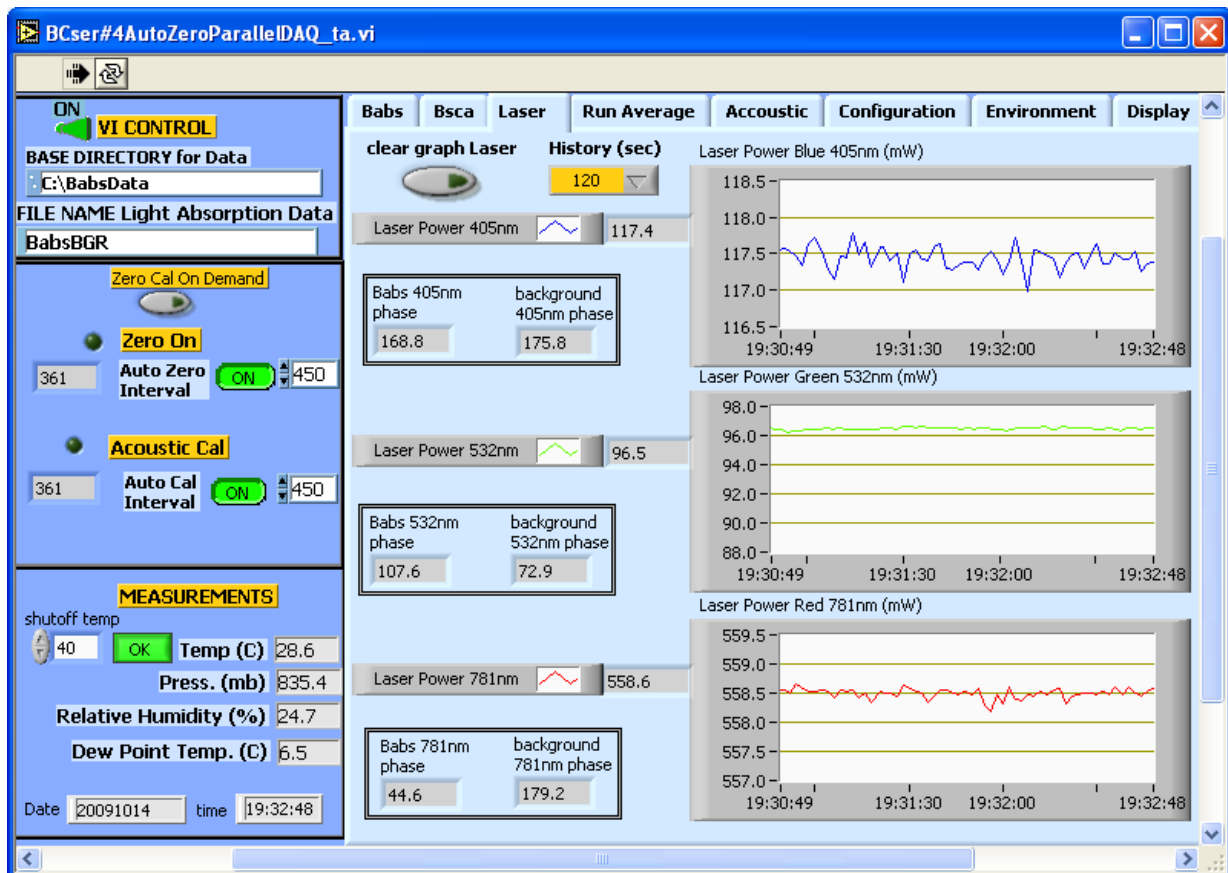 BCser#4AutoZeroParallelDAQ_ta.vi
ON
VI CONTROL
BASE DIRECTORY for Data
C:\BabsData
FILE NAME Light Absorption Data
BabsBGR
Zero Cal On Demand
Zero On
361
Auto Zero Interval
ON
450
Acoustic Cal
361
Auto Cal Interval
ON
450
MEASUREMENTS
shutoff temp
40
OK
Temp (C) 28.6
Press. (mb) 835.4
Relative Humidity (%) 24.7
Dew Point Temp. (C) 6.5
Date 20091014 time 19:32:48
Babs Bsca Laser Run Average Accoustic Configuration Environment Display
clear graph Laser
History (sec)
120
Laser Power 405nm 117.4
Babs 405nm phase
168.8
background 405nm phase
175.8
Laser Power 532nm 96.5
Babs 532nm phase
107.6
background 532nm phase
72.9
Laser Power 781nm 558.6
Babs 781nm phase
44.6
background 781nm phase
179.2
Laser Power Blue 405nm (mW)
118.5
118.0
117.5
117.0
116.5
19:30:49 19:31:30 19:32:00 19:32:48
Laser Power Green 532nm (mW)
98.0
96.0
94.0
92.0
90.0
88.0
19:30:49 19:31:30 19:32:00 19:32:48
Laser Power Red 781nm (mW)
559.5
559.0
558.5
558.0
557.5
557.0
19:30:49 19:31:30 19:32:00 19:32:48